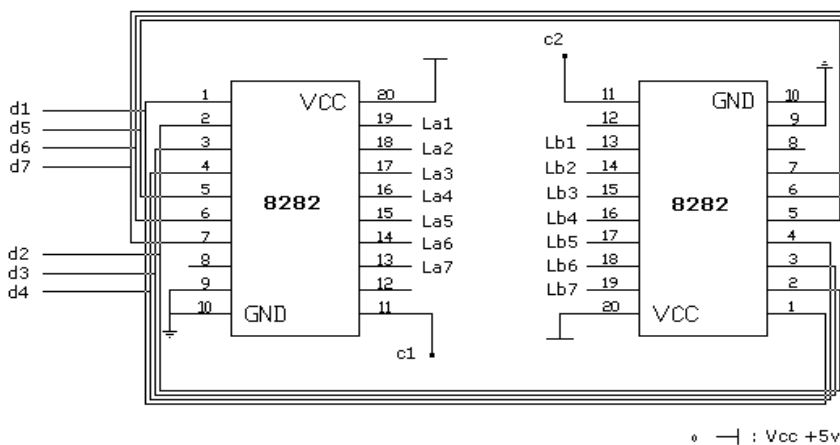 c2
1 VCC 20 11 GND 10
d1 2 19 La1 12 9
d5 3 18 La2 Lb1 13 8
d6 4 17 La3 Lb2 14 7
d7 5 8282 16 La4 Lb3 15 8282 6
6 15 La5 Lb4 16 5
7 14 La6 Lb5 17 4
d2 8 13 La7 Lb6 18 3
d3 9 12 Lb7 19 2
d4 10 GND 11 20 VCC 1
c1
: Vcc +5v